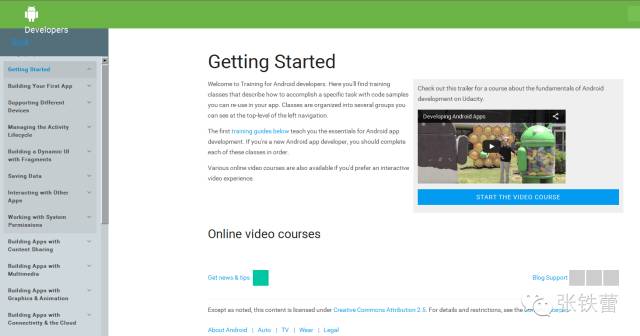 Developers
Getting Started
Building Your First App
Supporting Different
Devices
Managing the Activity
Lifecycle
Building a Dynamic UI
with Fragments
Saving Data
Interacting with Other
Apps
Working with System
Permissions
Building Apps with
Content Sharing
Building Apps with
Multimedia
Building Apps with
Graphics & Animation
Building Apps with
Connectivity & the Cloud
Getting Started
Welcome to Training for Android developers. Here you'll find training
classes that describe how to accomplish a specific task with code samples
you can re-use in your app. Classes are organized into several groups you
can see at the top-level of the left navigation.
The first training guides below teach you the essentials for Android app
development. If you're a new Android app developer, you should complete
each of these classes in order.
Various online video courses are also available if you'd prefer an interactive
video experience.
Check out this trailer for a course about the fundamentals of Android
development on Udacity.
Developing Android Apps
START THE VIDEO COURSE
Online video courses
Get news & tips
Blog Support
Except as noted, this content is licensed under Creative Commons Attribution 2.5. For details and restrictions, see the
张铁蕾
About Android | Auto | TV | Wear | Legal